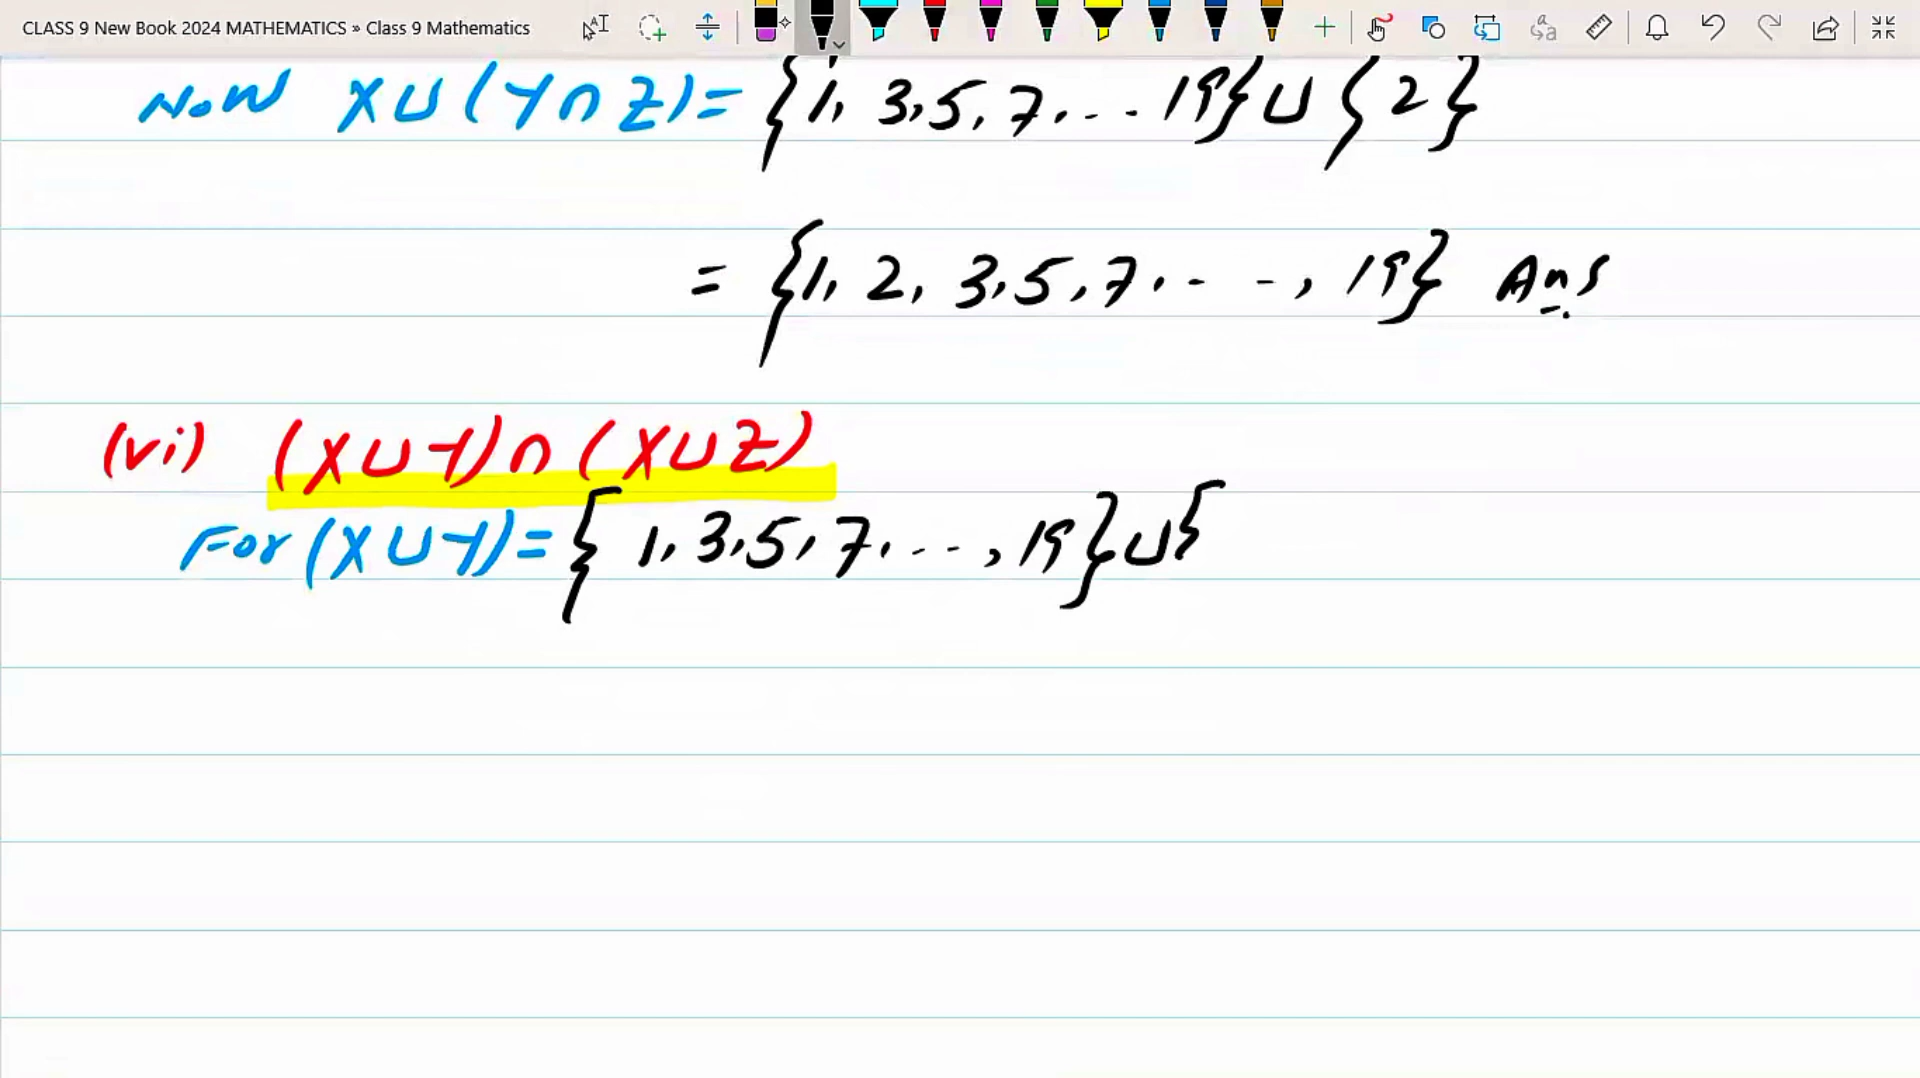 CLASS 9 New Book 2024 MATHEMATICS » Class 9 Mathematics
Now X∪(Y∩Z)= {1, 3,5,7,... 19}∪{2}
= {1, 2, 3,5,7,...., 19} Ans
(vi) (X∪Y)∩(X∪Z)
For (X∪Y)= { 1,3,5,7,...,19}∪{